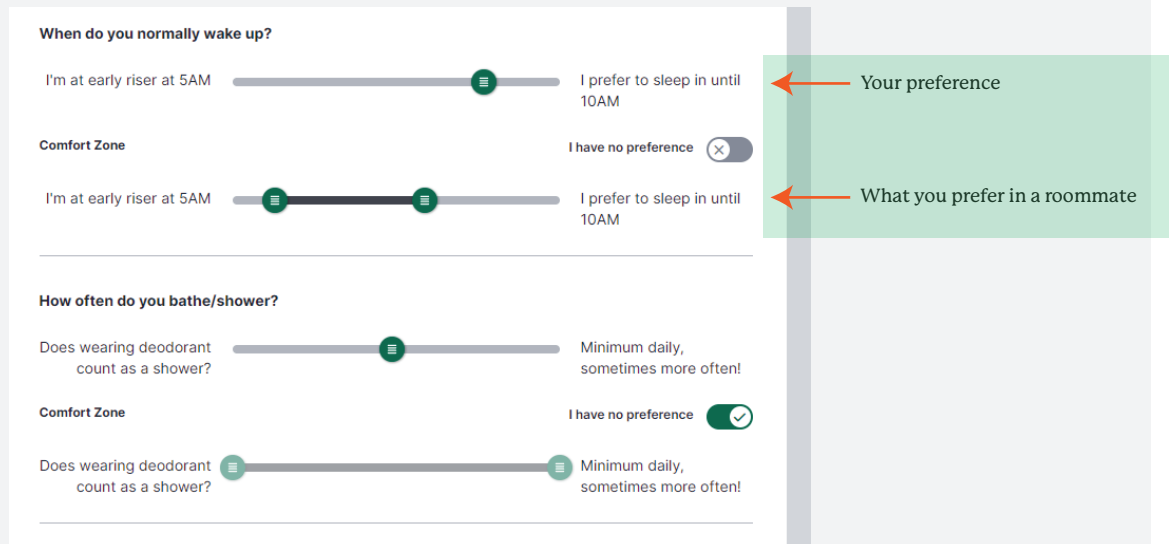 When do you normally wake up?
I'm at early riser at 5AM
I prefer to sleep in until
10AM
Your preference
Comfort Zone
I have no preference
I'm at early riser at 5AM
I prefer to sleep in until
10AM
What you prefer in a roommate
How often do you bathe/shower?
Does wearing deodorant
count as a shower?
Minimum daily,
sometimes more often!
Comfort Zone
I have no preference
Does wearing deodorant
count as a shower?
Minimum daily,
sometimes more often!